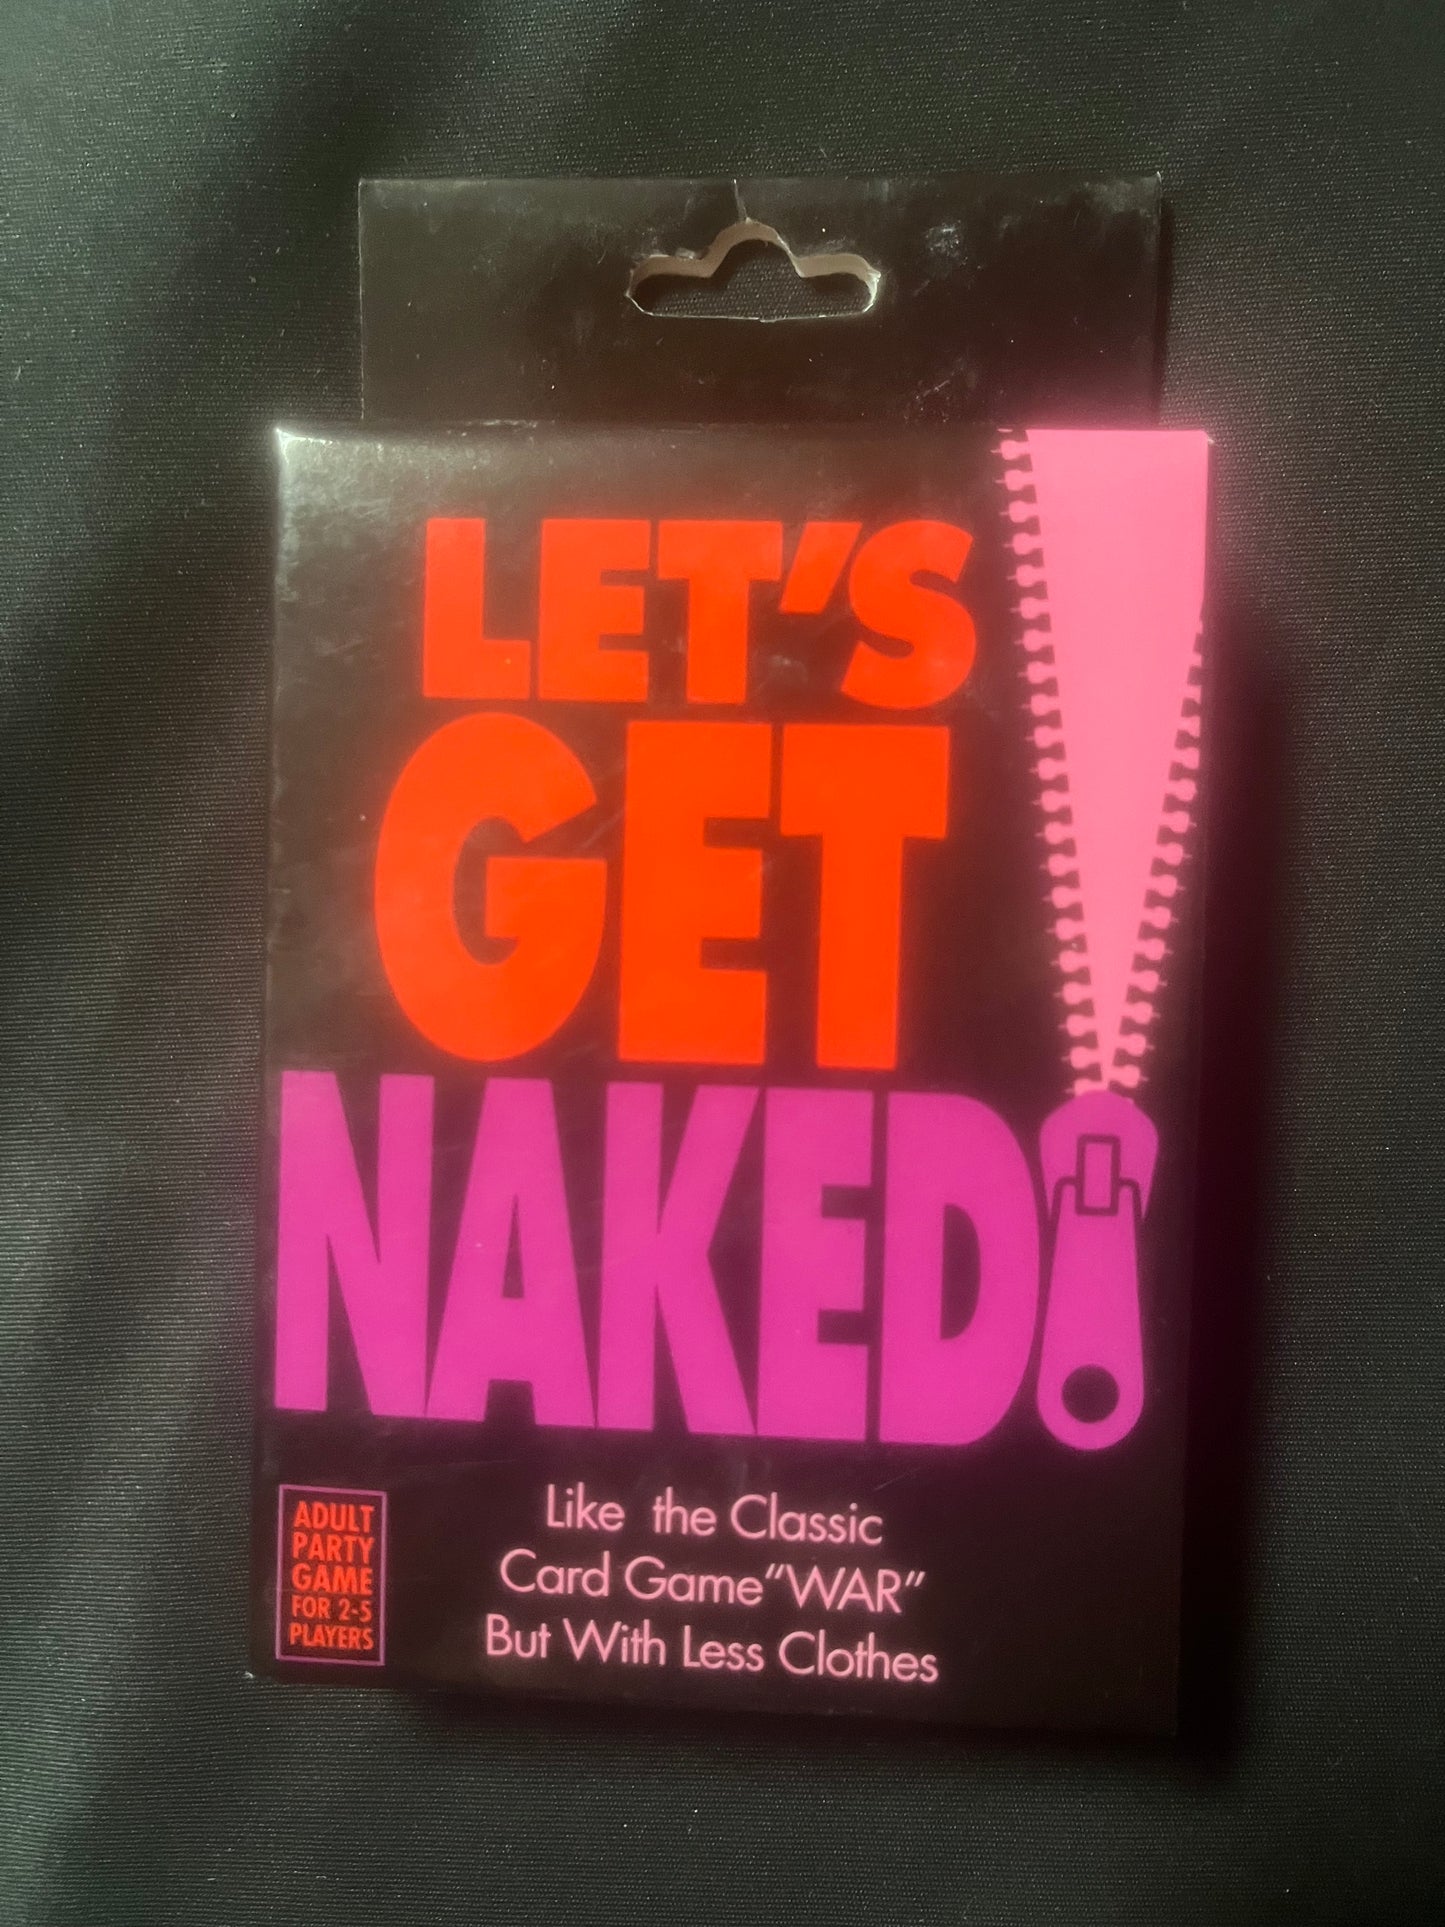 LET'S
GET
NAKED!
ADULT
PARTY
GAME
FOR 2-5
PLAYERS
Like the Classic
Card Game "WAR"
But With Less Clothes